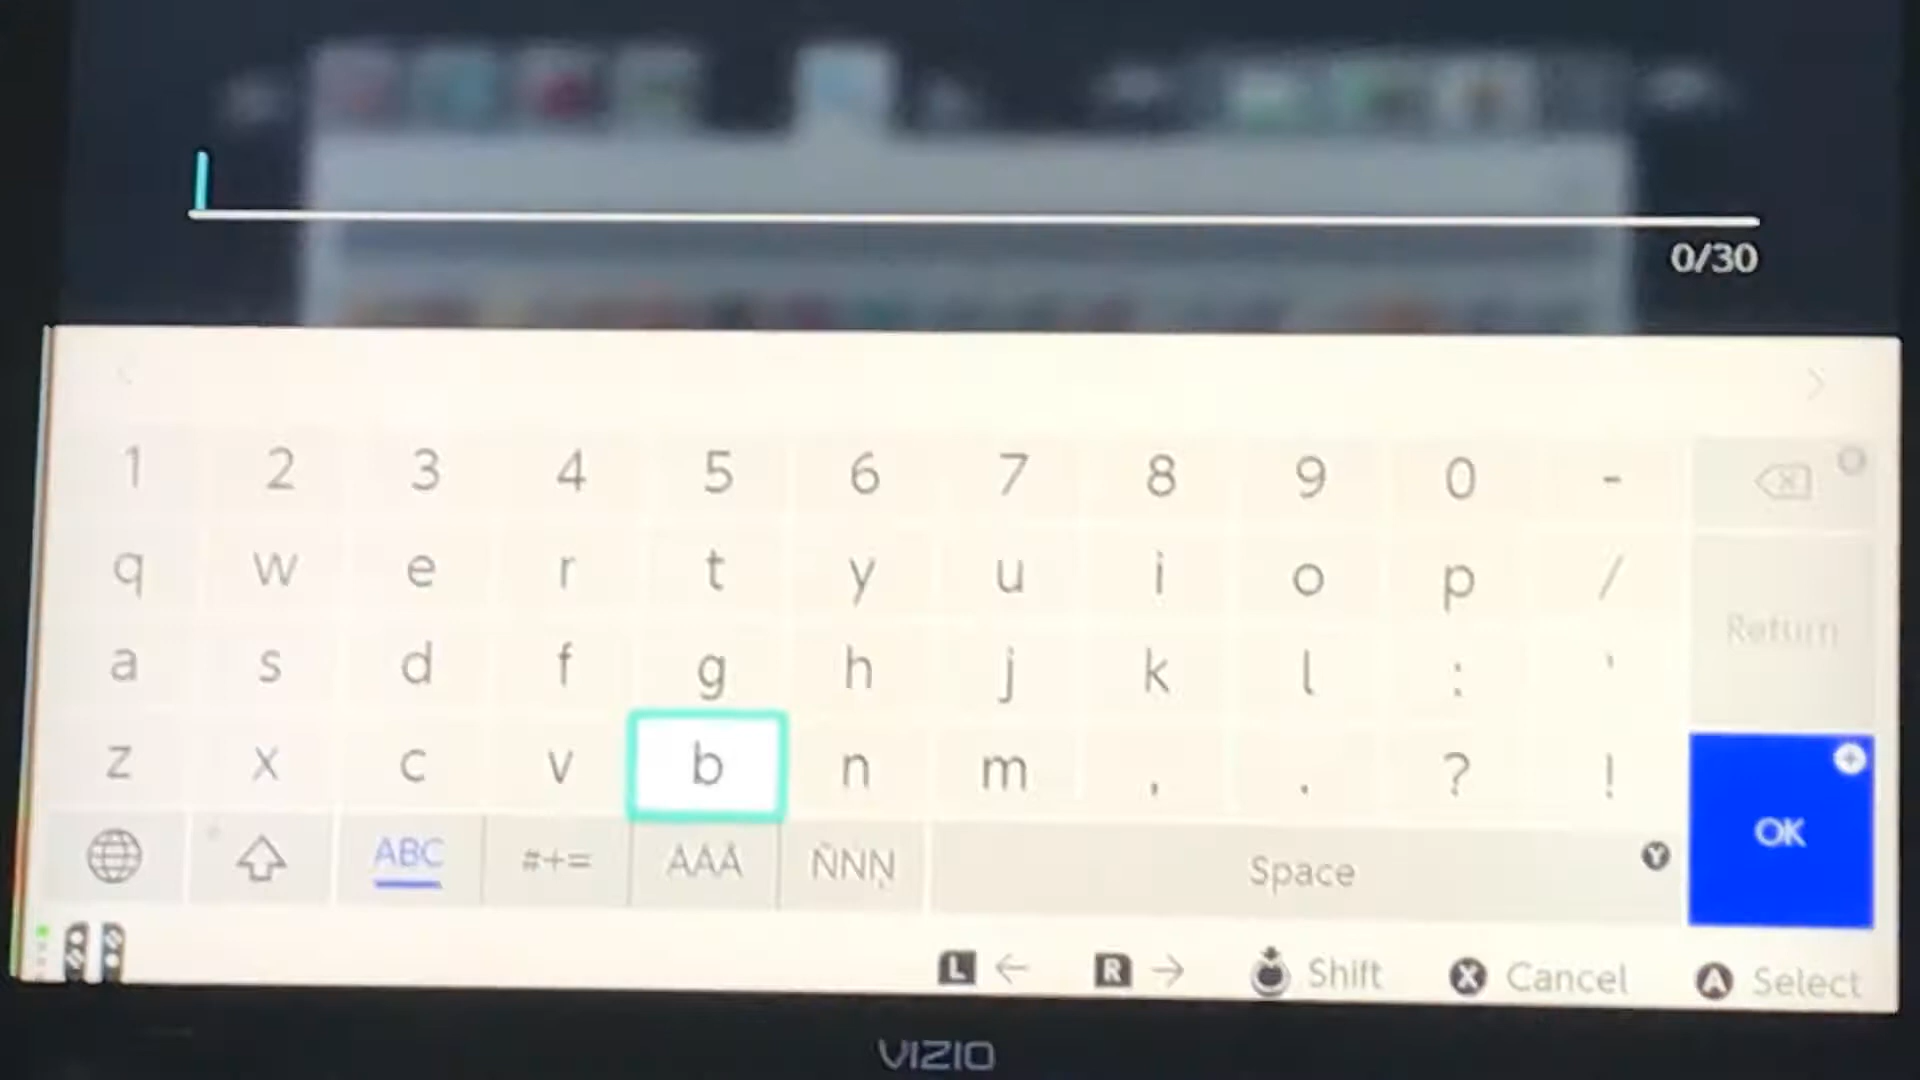 0/30
1 2 3 4 5 6 7 8 9 0 -
q w e r t y u i o p /
Return
a s d f g h j k l : '
z x c v b n m , . ? !
OK
ABC #+= ÀÁÂ ÑŃŅ Space Y
L ← R → Shift X Cancel A Select
VIZIO